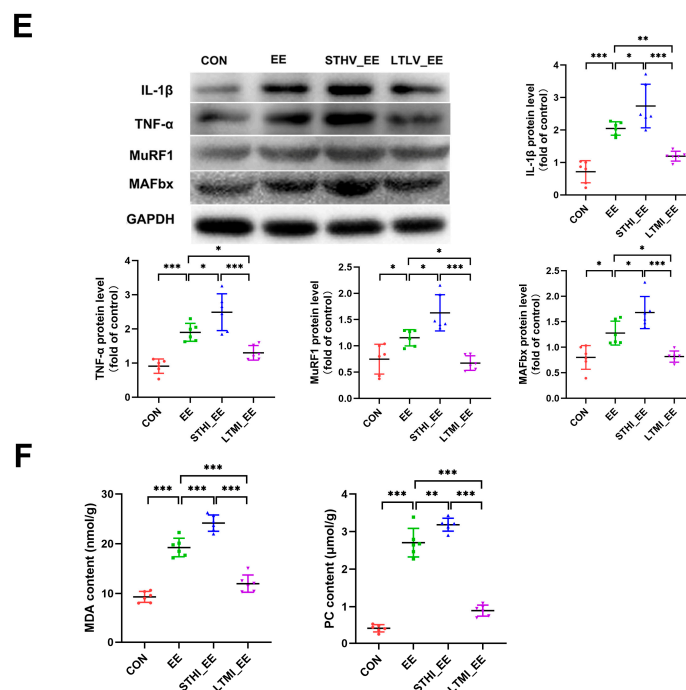 E
CON EE STHV_EE LTLV_EE
IL-1β
TNF-α
MuRF1
MAFbx
GAPDH
IL-1β protein level
(fold of control)
4
3
2
1
0
*** * ***
**
CON EE STHI_EE LTMI_EE
TNF-α protein level
(fold of control)
4
3
2
1
0
*** * ***
*
CON EE STHI_EE LTMI_EE
MuRF1 protein level
(fold of control)
2.5
2.0
1.5
1.0
0.5
0.0
* * ***
*
CON EE STHI_EE LTMI_EE
MAFbx protein level
(fold of control)
2.5
2.0
1.5
1.0
0.5
0.0
* * ***
*
CON EE STHI_EE LTMI_EE
F
MDA content (nmol/g)
30
20
10
0
*** *** ***
***
CON EE STHI_EE LTMI_EE
PC content (μmol/g)
4
3
2
1
0
*** ** ***
***
CON EE STHI_EE LTMI_EE